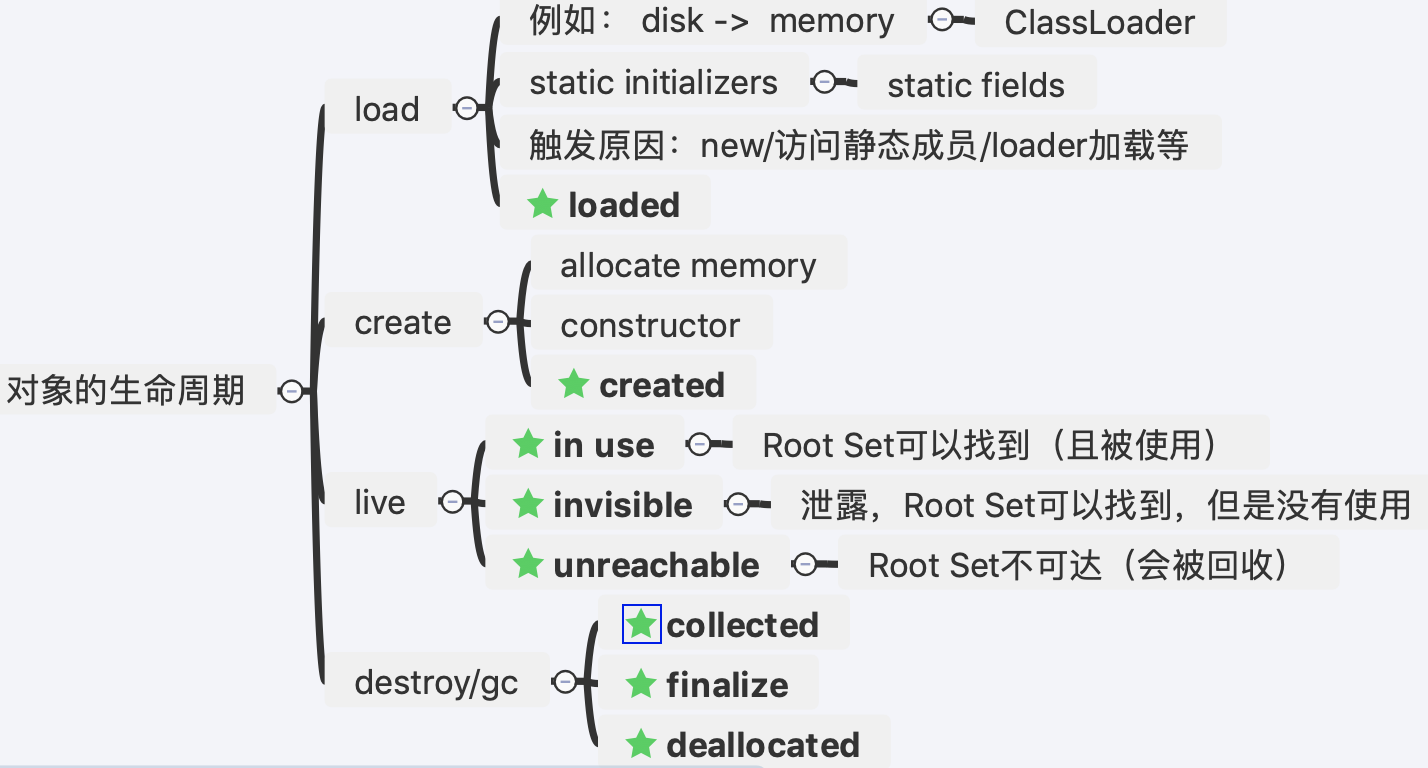 例如： disk -> memory
ClassLoader
static initializers
static fields
load
触发原因：new/访问静态成员/loader加载等
loaded
allocate memory
create
constructor
created
对象的生命周期
in use
Root Set可以找到（且被使用）
live
invisible
泄露，Root Set可以找到，但是没有使用
unreachable
Root Set不可达（会被回收）
collected
destroy/gc
finalize
deallocated